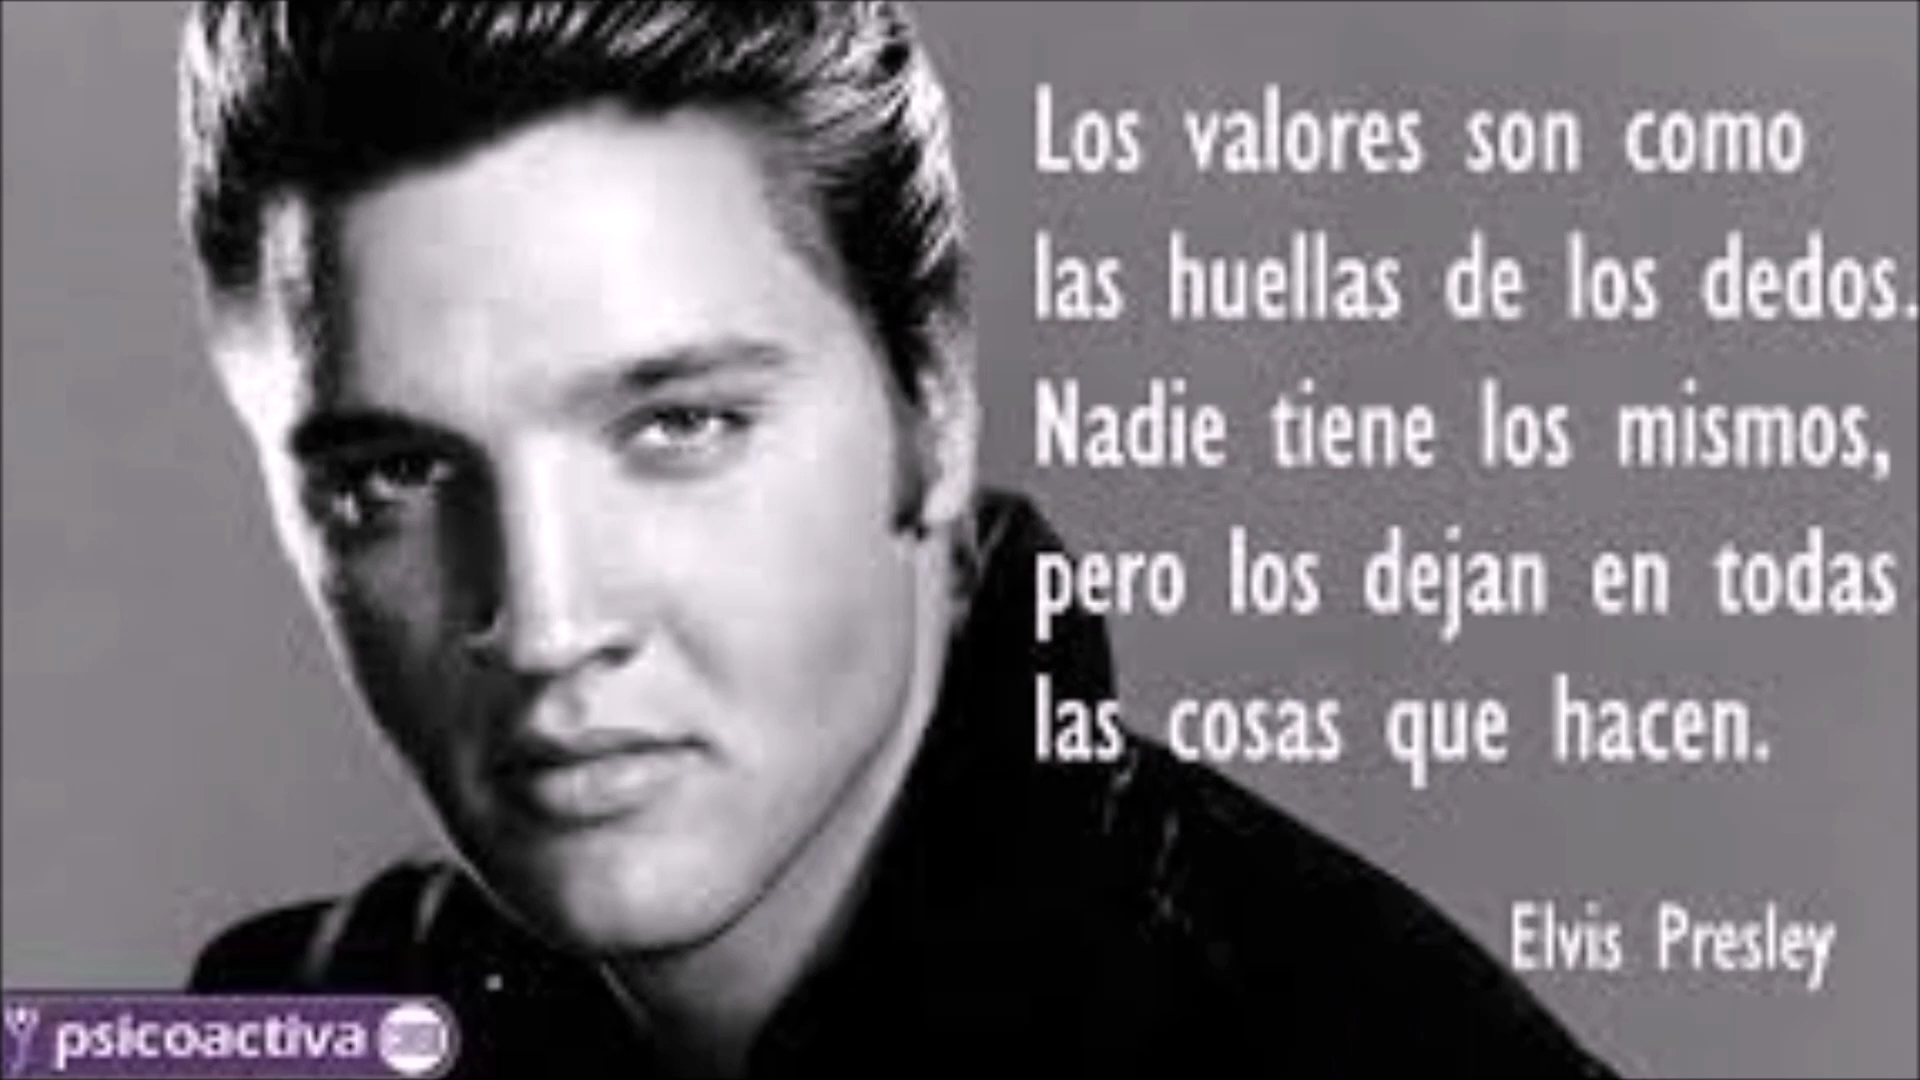 Los valores son como
las huellas de los dedos.
Nadie tiene los mismos,
pero los dejan en todas
las cosas que hacen.
Elvis Presley
psicoactiva